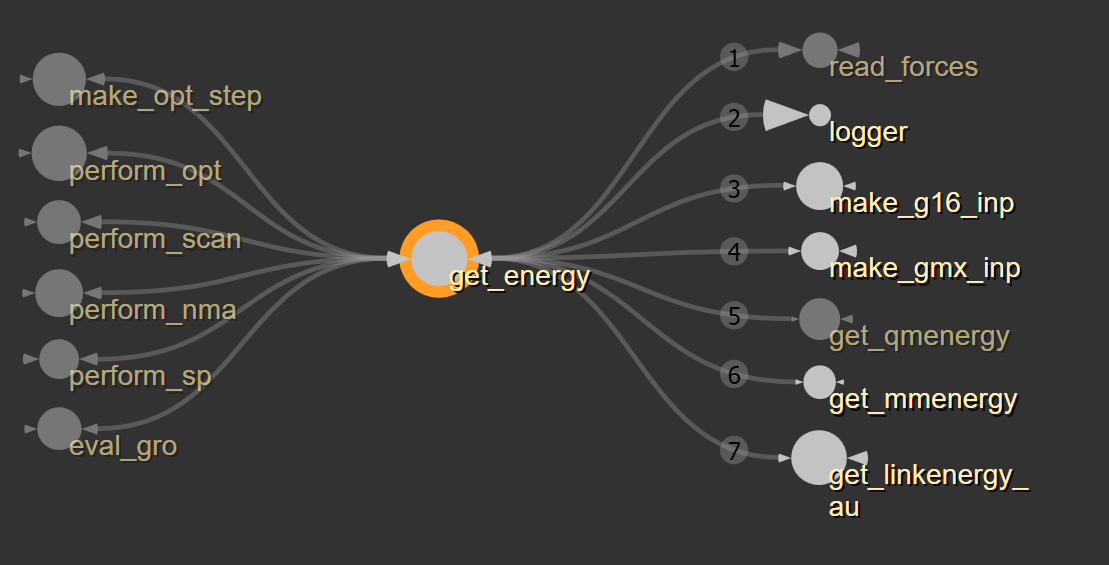 make_opt_step
perform_opt
perform_scan
perform_nma
perform_sp
eval_gro
get_energy
1
read_forces
2
logger
3
make_g16_inp
4
make_gmx_inp
5
get_qmenergy
6
get_mmenergy
7
get_linkenergy_
au